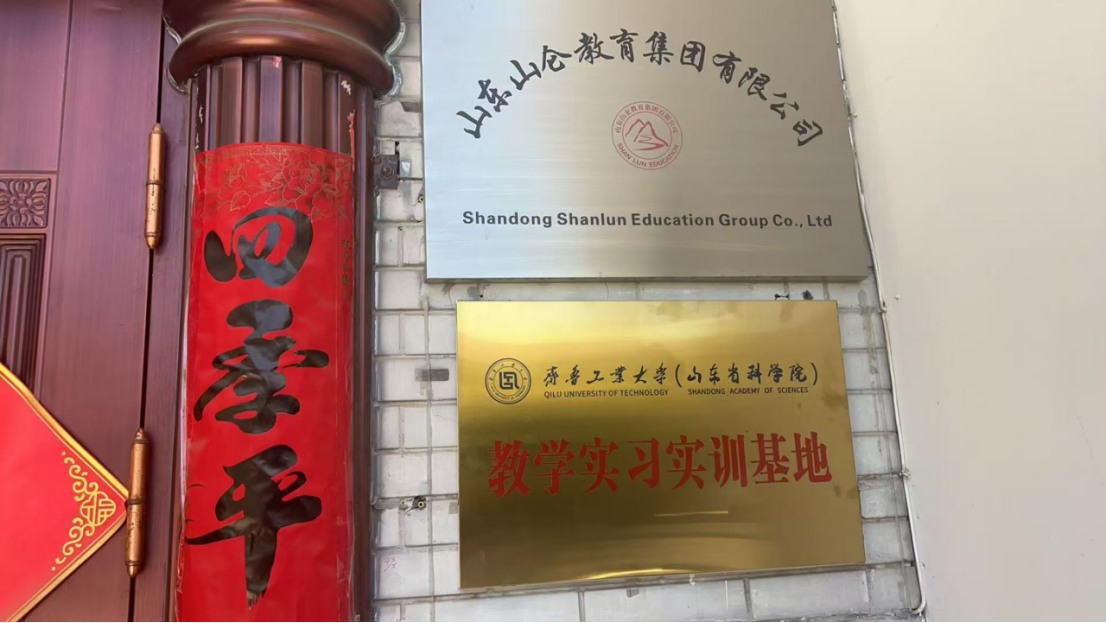 四季平
山东山仑教育集团有限公司
SHAN LUN EDUCATION
Shandong Shanlun Education Group Co., Ltd
齐鲁工业大学(山东省科学院)
QILU UNIVERSITY OF TECHNOLOGY SHANDONG ACADEMY OF SCIENCES
教学实习实训基地
福